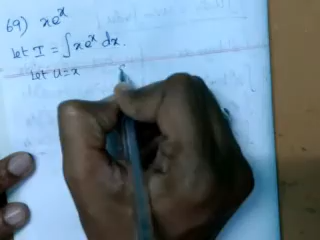 69) xe^x
Let I = ∫xe^x dx.
Let u=x